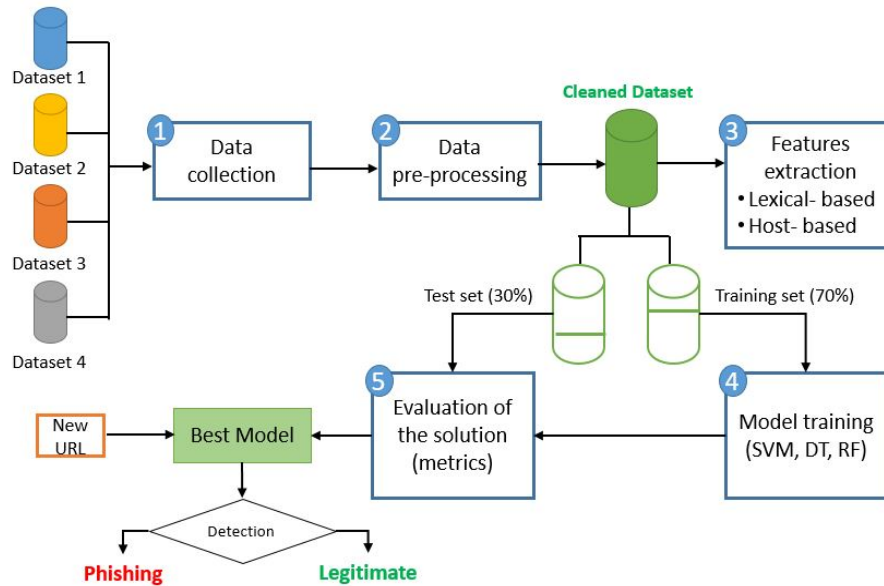 Dataset 1
Dataset 2
Dataset 3
Dataset 4
1
Data
collection
2
Data
pre-processing
Cleaned Dataset
3
Features
extraction
• Lexical- based
• Host- based
Test set (30%)
Training set (70%)
4
Model training
(SVM, DT, RF)
5
Evaluation of
the solution
(metrics)
Best Model
New
URL
Detection
Phishing
Legitimate